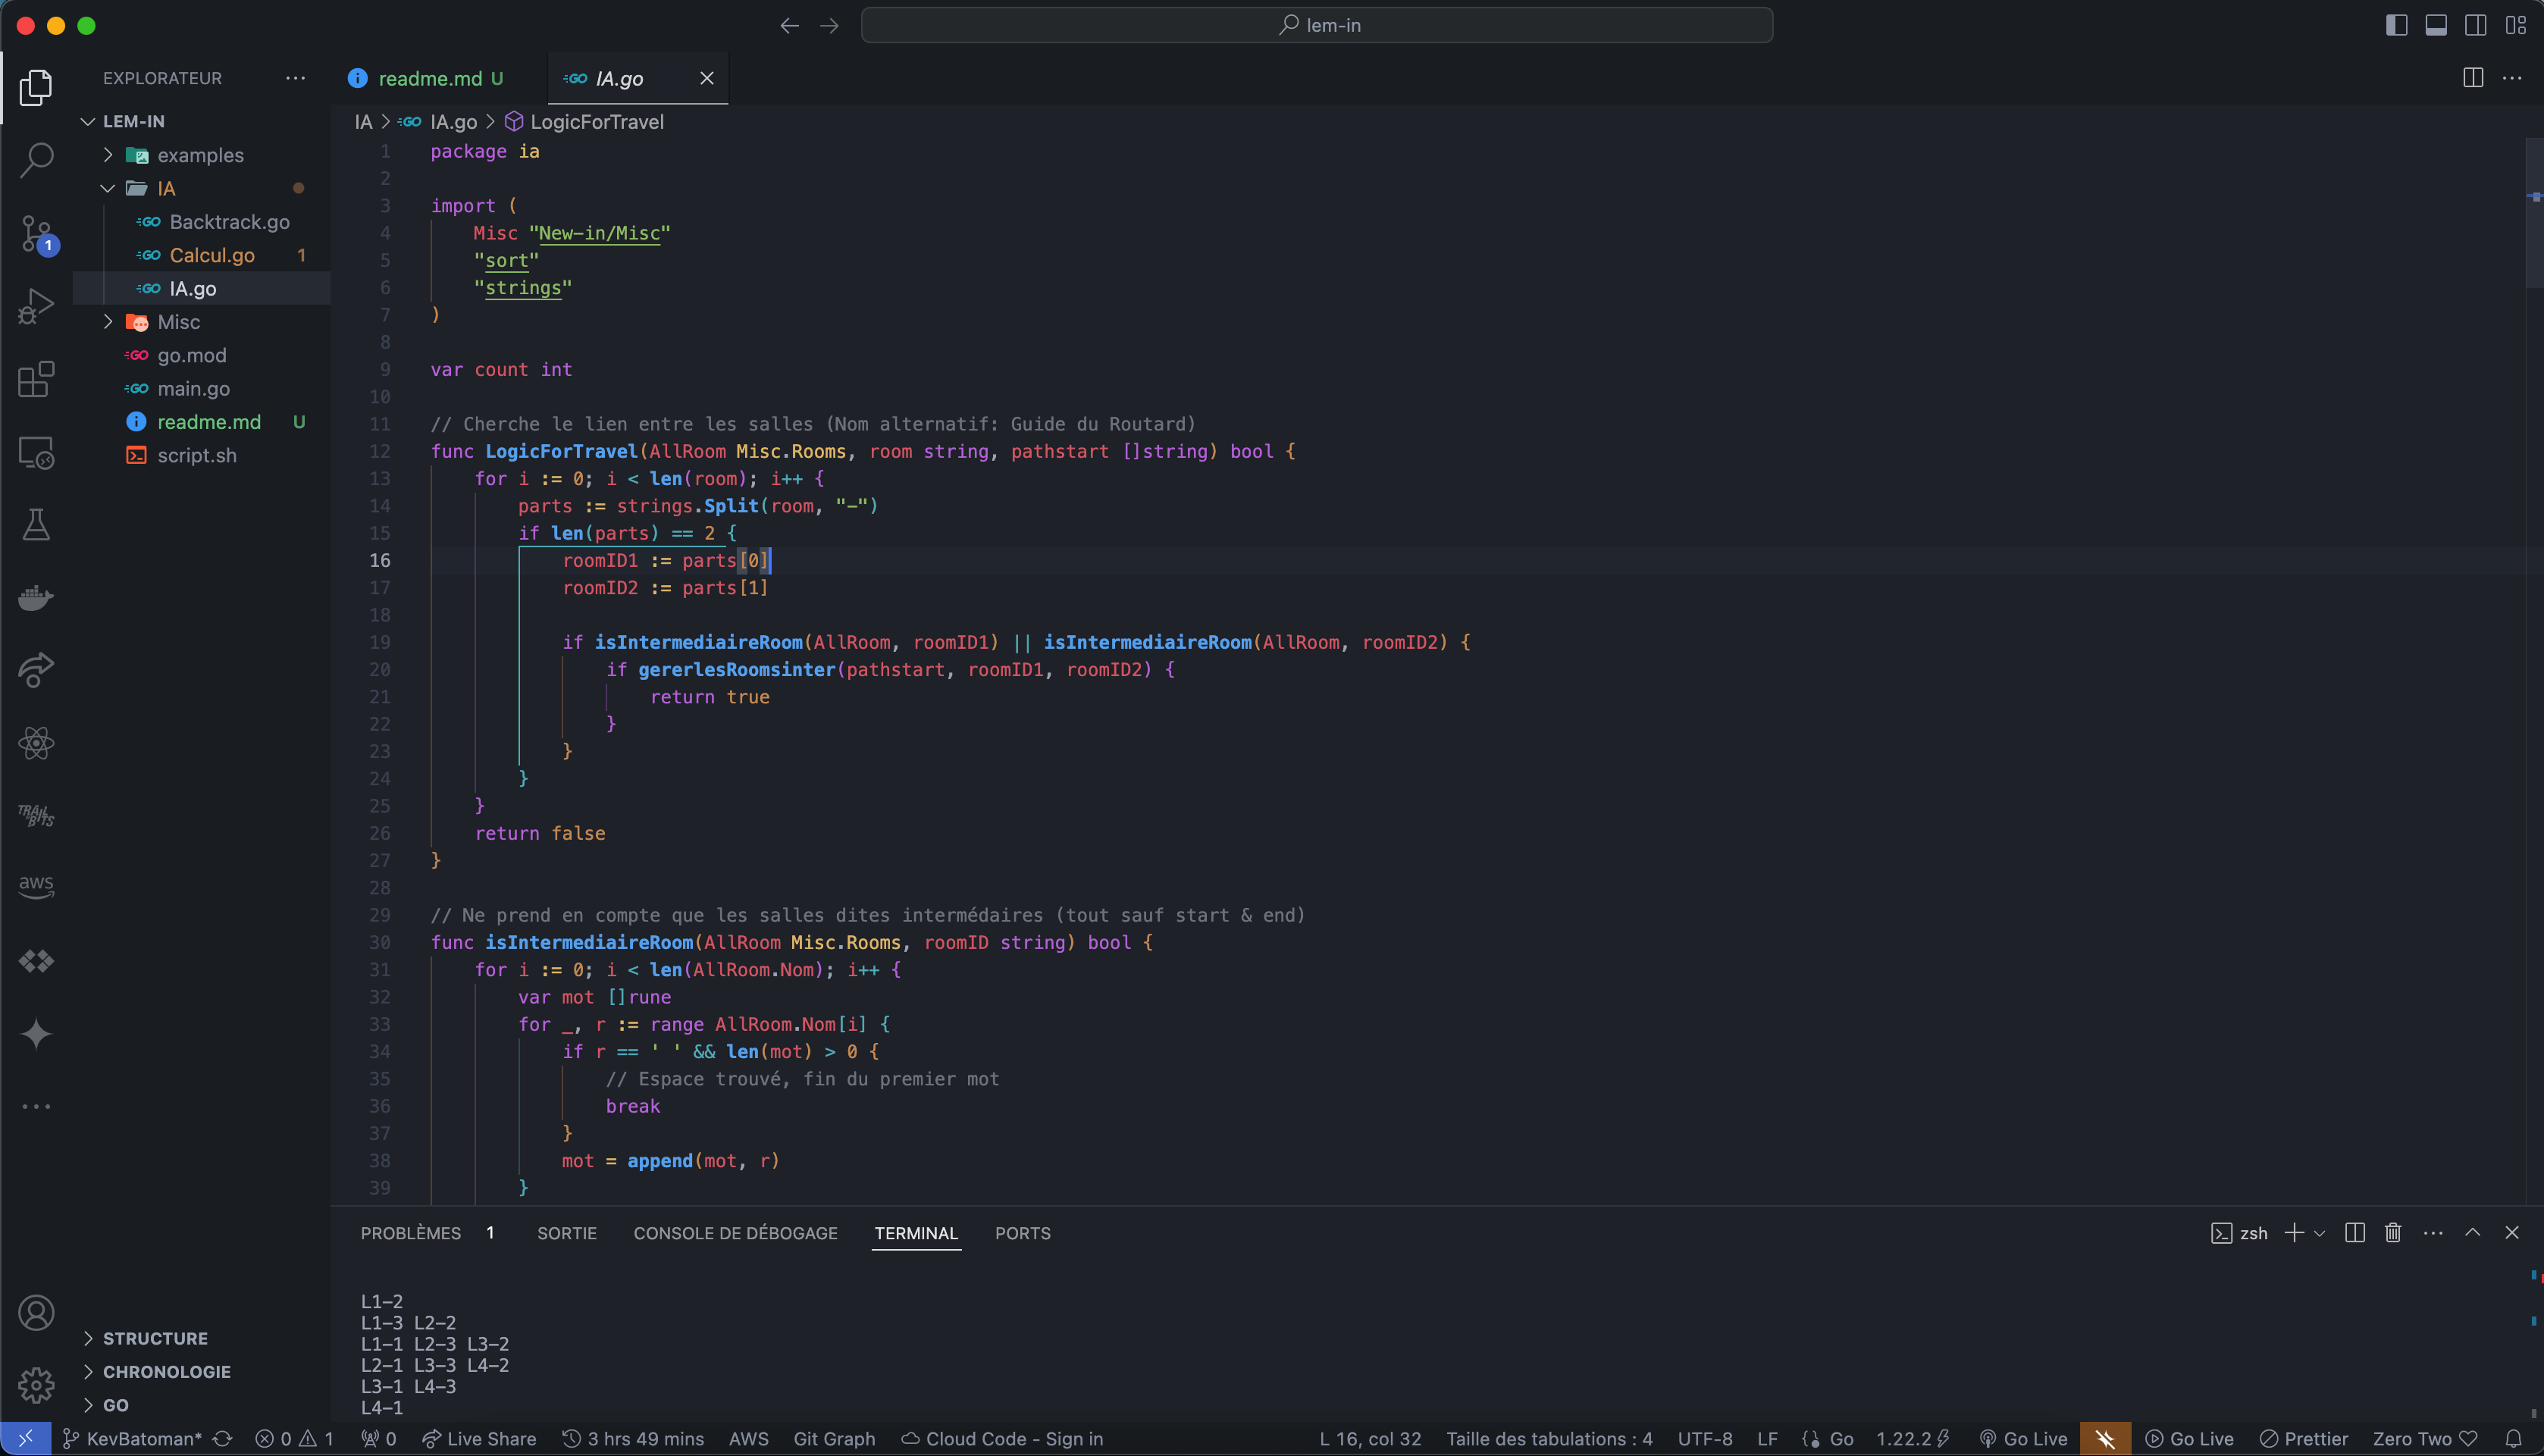 lem-in
EXPLORATEUR
readme.md U
IA.go
LEM-IN
IA > IA.go > LogicForTravel
examples
IA
Backtrack.go
Calcul.go 1
IA.go
Misc
go.mod
main.go
readme.md U
script.sh
1
TRAIL BITS
aws
STRUCTURE
CHRONOLOGIE
GO
1 package ia
2
3 import (
4 Misc "New-in/Misc"
5 "sort"
6 "strings"
7 )
8
9 var count int
10
11 // Cherche le lien entre les salles (Nom alternatif: Guide du Routard)
12 func LogicForTravel(AllRoom Misc.Rooms, room string, pathstart []string) bool {
13 for i := 0; i < len(room); i++ {
14 parts := strings.Split(room, "-")
15 if len(parts) == 2 {
16 roomID1 := parts[0]
17 roomID2 := parts[1]
18
19 if isIntermediaireRoom(AllRoom, roomID1) || isIntermediaireRoom(AllRoom, roomID2) {
20 if gererlesRoomsinter(pathstart, roomID1, roomID2) {
21 return true
22 }
23 }
24 }
25 }
26 return false
27 }
28
29 // Ne prend en compte que les salles dites intermédaires (tout sauf start & end)
30 func isIntermediaireRoom(AllRoom Misc.Rooms, roomID string) bool {
31 for i := 0; i < len(AllRoom.Nom); i++ {
32 var mot []rune
33 for _, r := range AllRoom.Nom[i] {
34 if r == ' ' && len(mot) > 0 {
35 // Espace trouvé, fin du premier mot
36 break
37 }
38 mot = append(mot, r)
39 }
PROBLÈMES 1 SORTIE CONSOLE DE DÉBOGAGE TERMINAL PORTS
zsh
L1-2
L1-3 L2-2
L1-1 L2-3 L3-2
L2-1 L3-3 L4-2
L3-1 L4-3
L4-1
KevBatoman* 0 1 0 Live Share 3 hrs 49 mins AWS Git Graph Cloud Code - Sign in L 16, col 32 Taille des tabulations : 4 UTF-8 LF Go 1.22.2 Go Live Go Live Prettier Zero Two